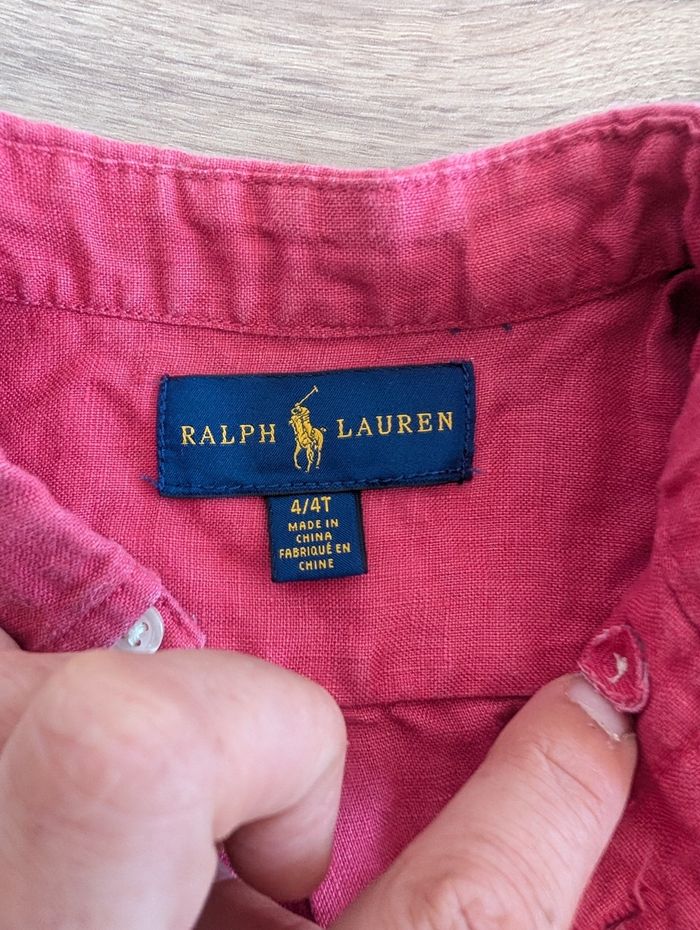 RALPH LAUREN
4/4T
MADE IN
CHINA
FABRIQUÉ EN
CHINE